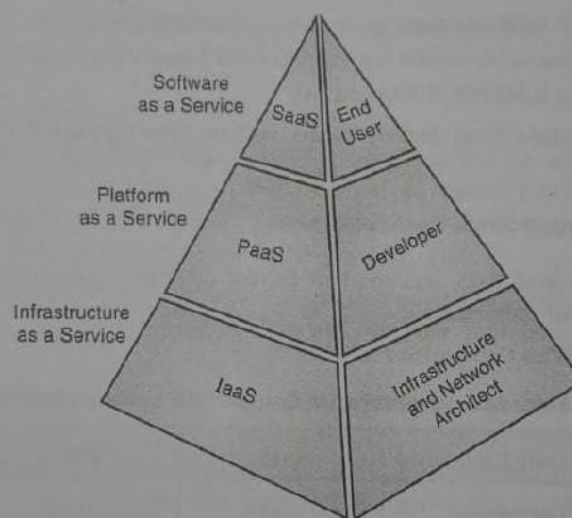 Software
as a Service
SaaS
End
User
Platform
as a Service
PaaS
Developer
Infrastructure
as a Service
IaaS
Infrastructure
and Network
Architect